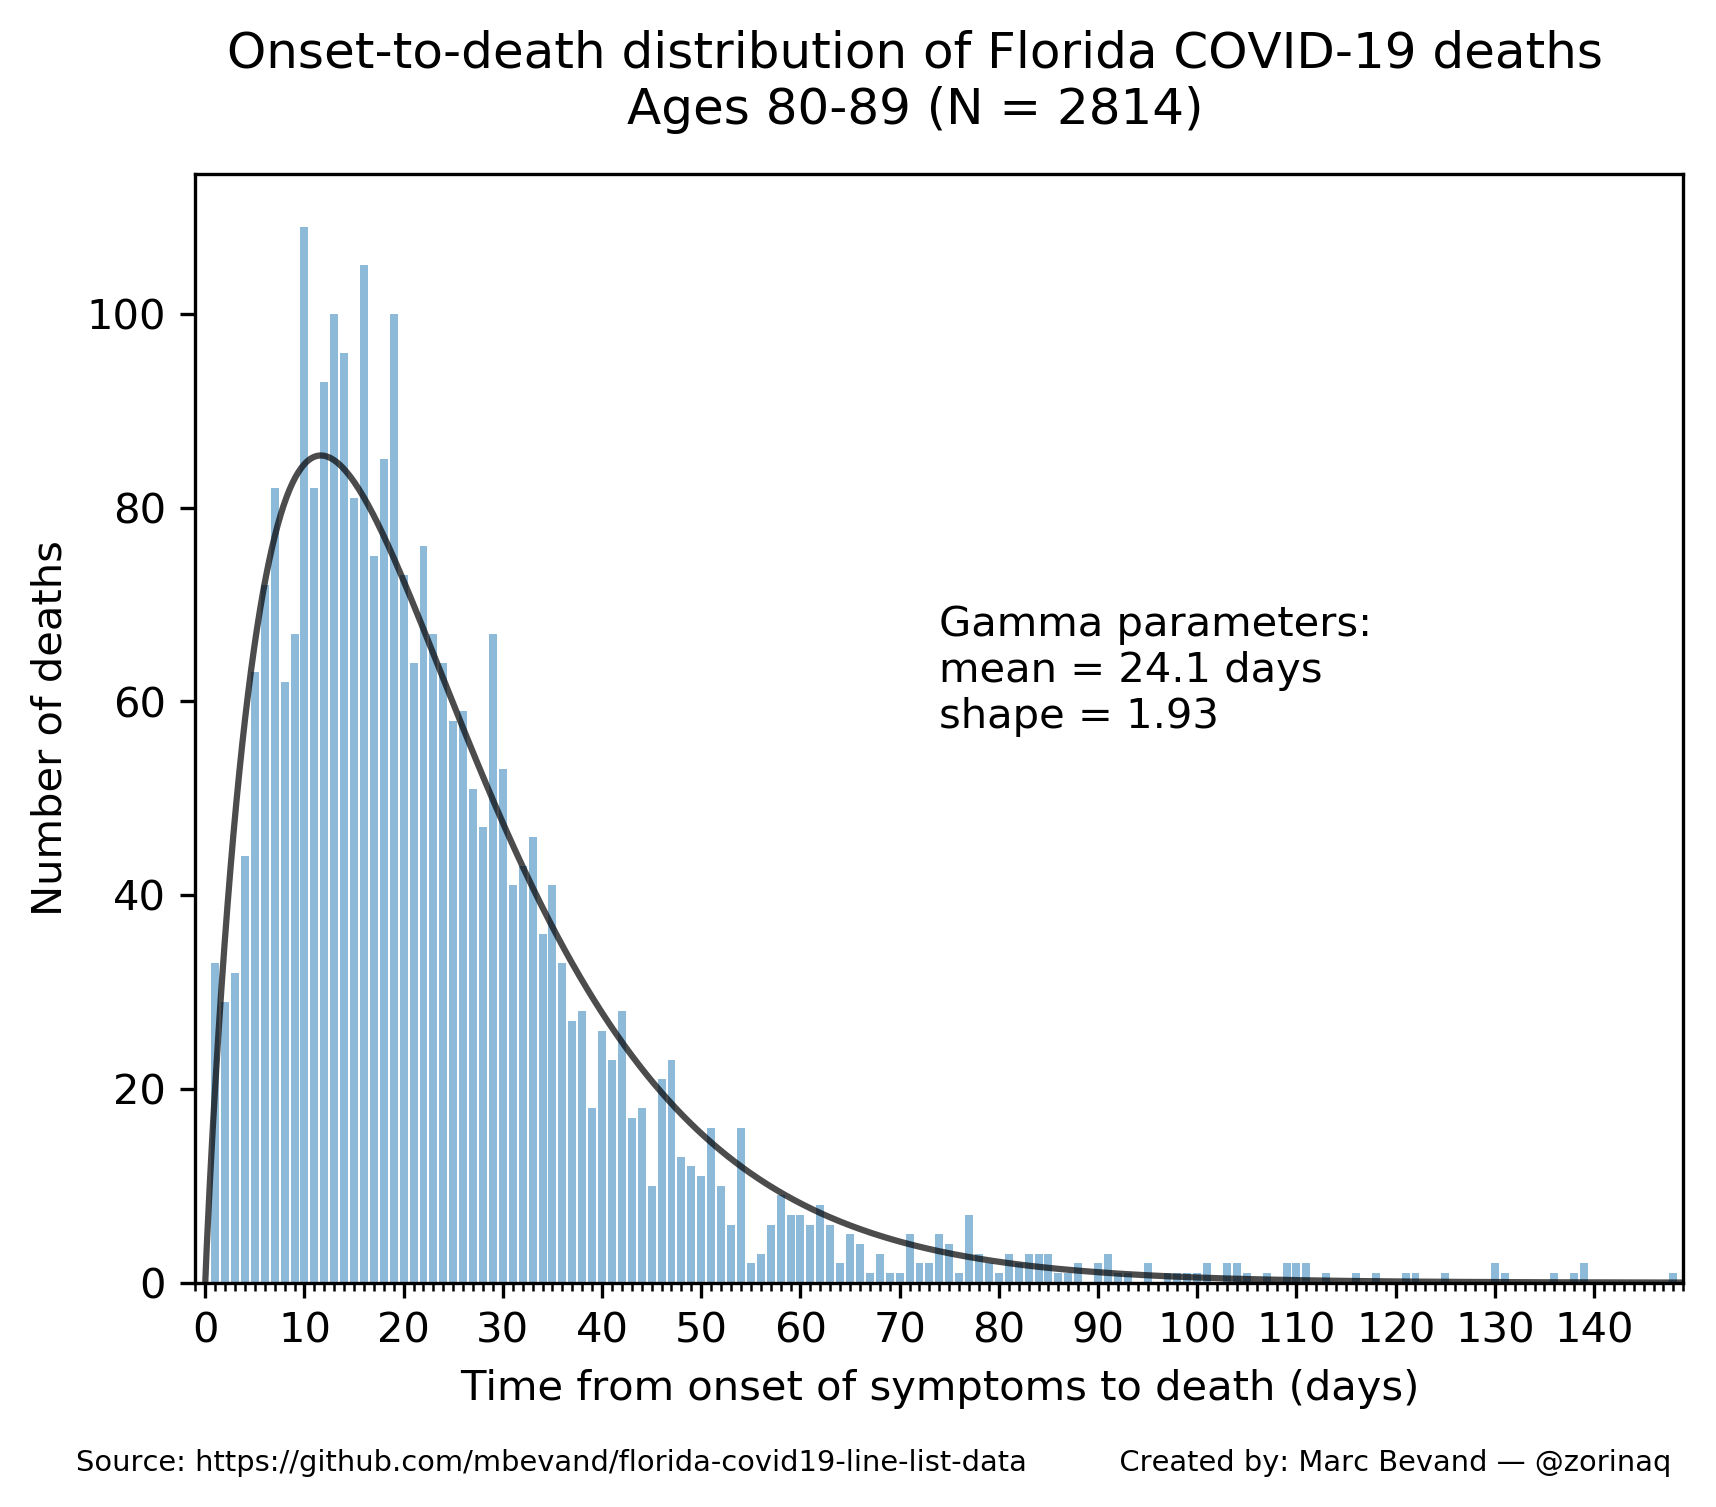 Onset-to-death distribution of Florida COVID-19 deaths
Ages 80-89 (N = 2814)
Number of deaths
100
80
60
40
20
0
Gamma parameters:
mean = 24.1 days
shape = 1.93
0 10 20 30 40 50 60 70 80 90 100 110 120 130 140
Time from onset of symptoms to death (days)
Source: https://github.com/mbevand/florida-covid19-line-list-data Created by: Marc Bevand — @zorinaq